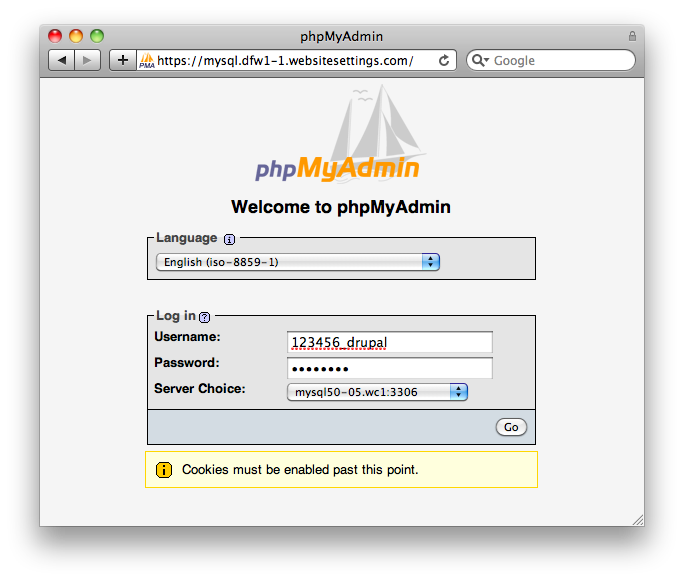 phpMyAdmin
PMA https://mysql.dfw1-1.websitesettings.com/
Google
phpMyAdmin
Welcome to phpMyAdmin
Language i
English (iso-8859-1)
Log in ?
Username: 123456_drupal
Password: ••••••••
Server Choice: mysql50-05.wc1:3306
Go
i Cookies must be enabled past this point.